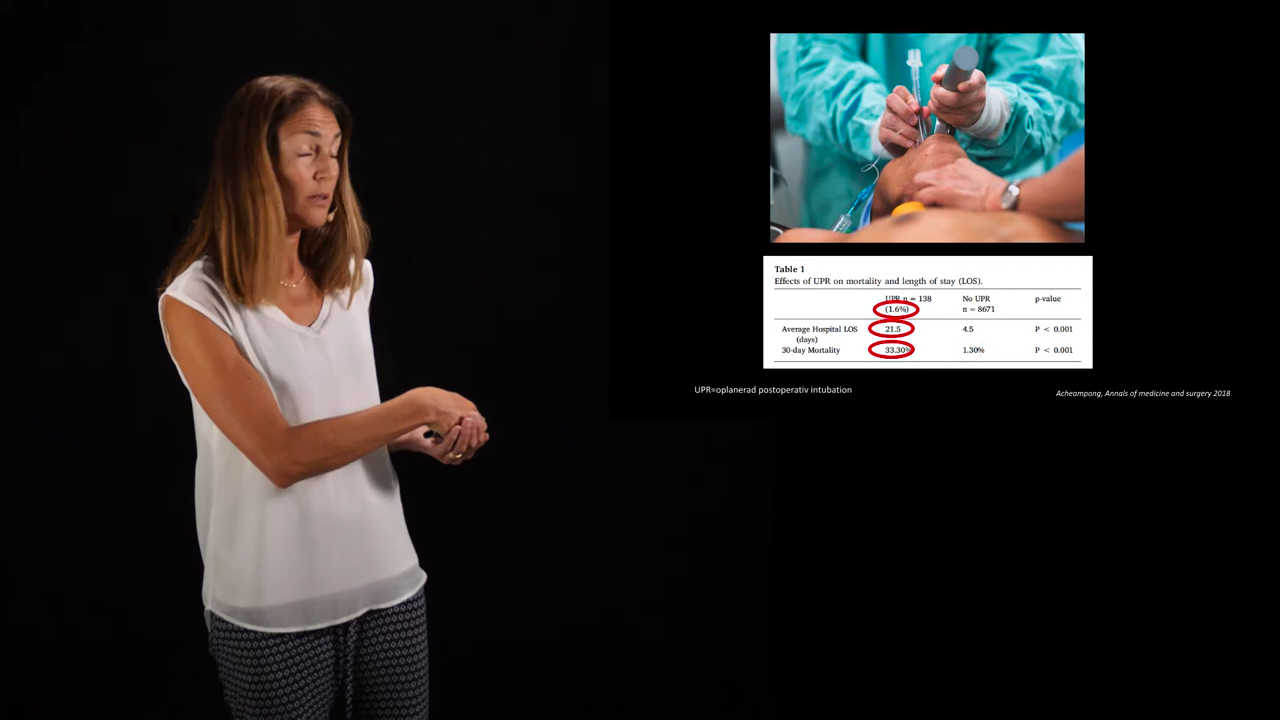 Table 1
Effects of UPR on mortality and length of stay (LOS).
UPR n = 138 No UPR p-value
(1.6%) n = 8671
Average Hospital LOS 21.5 4.5 P < 0.001
(days)
30-day Mortality 33.30% 1.30% P < 0.001
UPR=oplanerad postoperativ intubation
Acheampong, Annals of medicine and surgery 2018